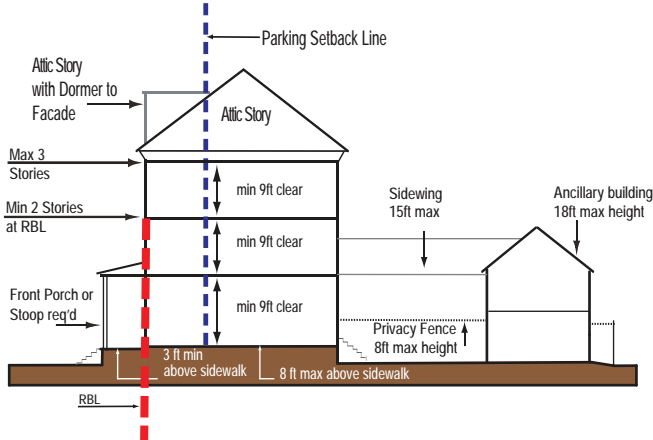 Parking Setback Line
Attic Story
with Dormer to
Facade
Attic Story
Max 3
Stories
min 9ft clear
Sidewing
15ft max
Ancillary building
18ft max height
Min 2 Stories
at RBL
min 9ft clear
Front Porch or
Stoop req'd
min 9ft clear
Privacy Fence
8ft max height
3 ft min
above sidewalk
8 ft max above sidewalk
RBL